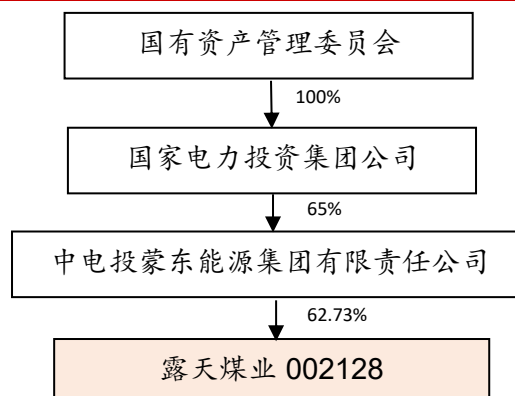 国有资产管理委员会
100%
国家电力投资集团公司
65%
中电投蒙东能源集团有限责任公司
62.73%
露天煤业 002128